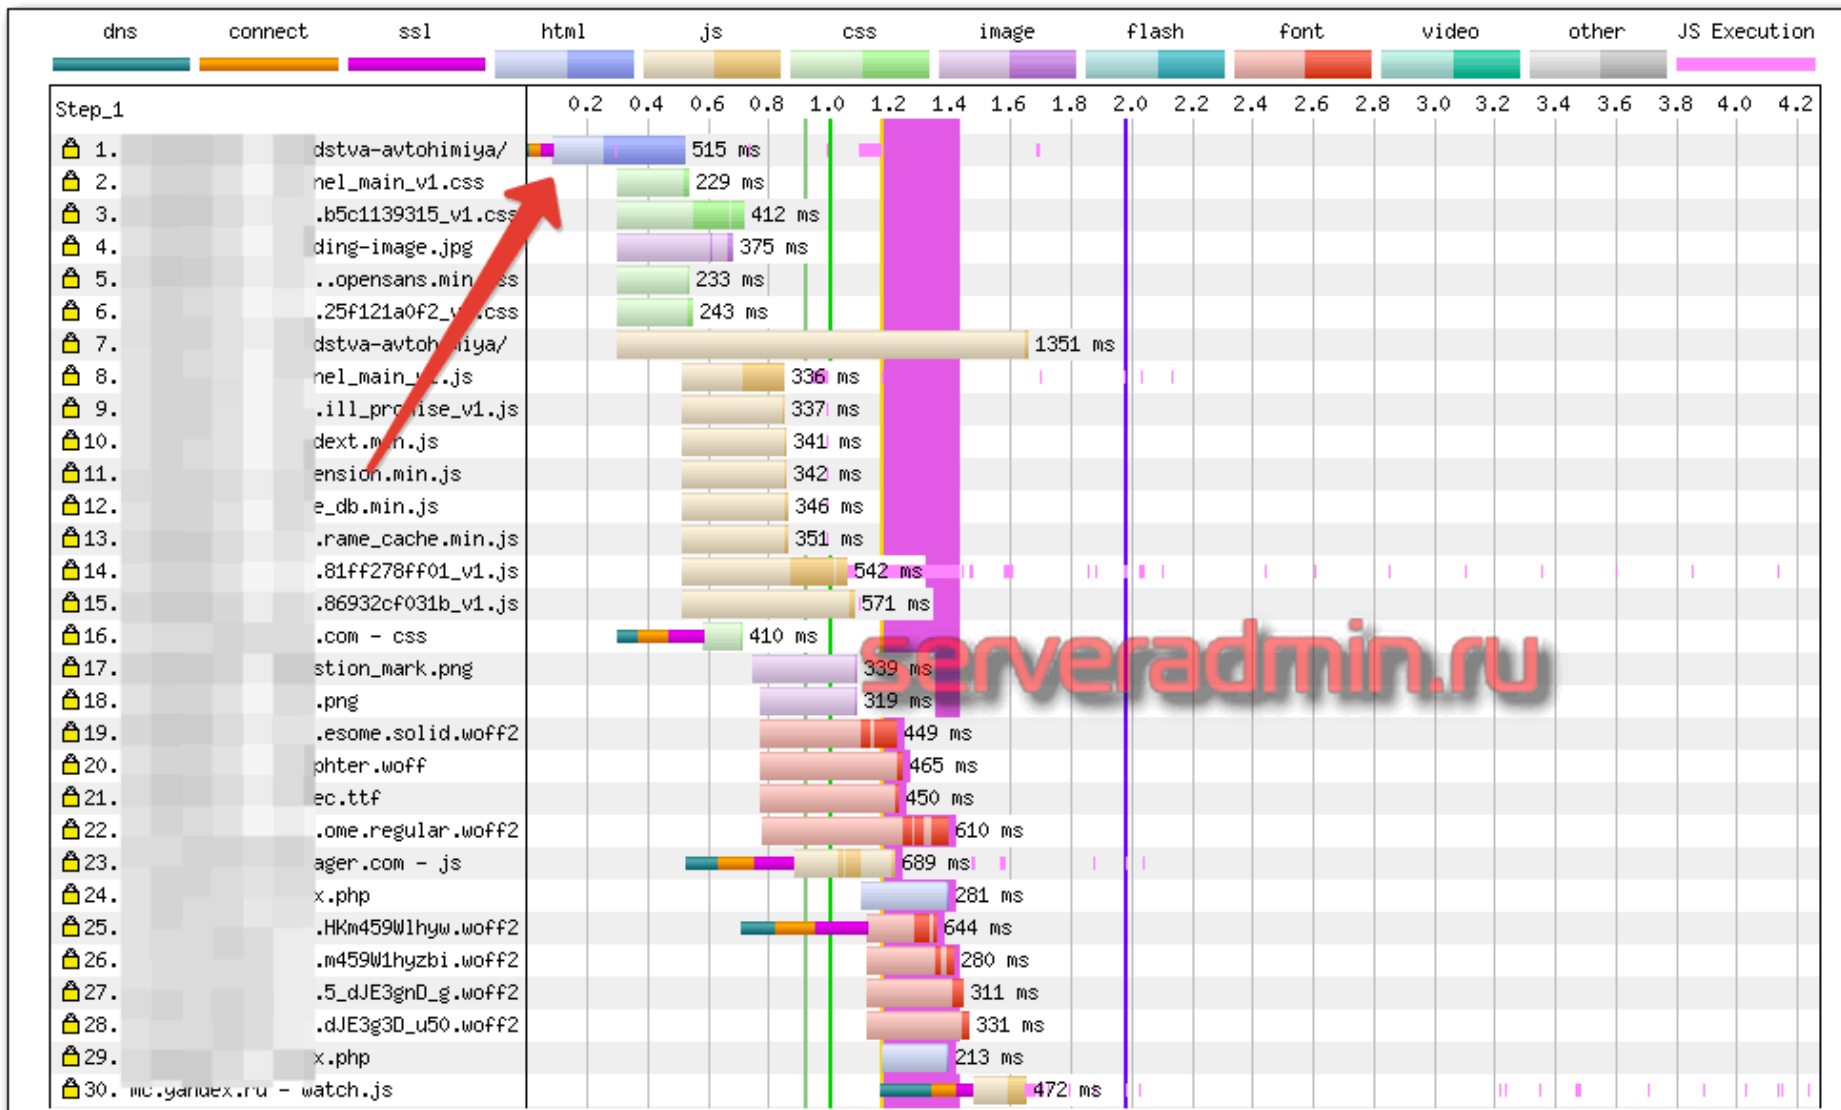 dns connect ssl html js css image flash font video other JS Execution
Step_1 0.2 0.4 0.6 0.8 1.0 1.2 1.4 1.6 1.8 2.0 2.2 2.4 2.6 2.8 3.0 3.2 3.4 3.6 3.8 4.0 4.2
1. dstva-avtohimiya/ 515 ms
2. nel_main_v1.css 229 ms
3. .b5c1139315_v1.css 412 ms
4. ding-image.jpg 375 ms
5. ..opensans.min.css 233 ms
6. .25f121a0f2_v1.css 243 ms
7. dstva-avtohimiya/ 1351 ms
8. nel_main_v1.js 336 ms
9. .ill_promise_v1.js 337 ms
10. dext.min.js 341 ms
11. ension.min.js 342 ms
12. e_db.min.js 346 ms
13. .rame_cache.min.js 351 ms
14. .81ff278ff01_v1.js 542 ms
15. .86932cf031b_v1.js 571 ms
16. .com - css 410 ms
serveradmin.ru
17. stion_mark.png 339 ms
18. .png 319 ms
19. .esome.solid.woff2 449 ms
20. phter.woff 465 ms
21. ec.ttf 450 ms
22. .ome.regular.woff2 610 ms
23. ager.com - js 689 ms
24. x.php 281 ms
25. .HKm459Wlhyw.woff2 644 ms
26. .m459W1hyzbi.woff2 280 ms
27. .5_dJE3gnD_g.woff2 311 ms
28. .dJE3g3D_u50.woff2 331 ms
29. x.php 213 ms
30. mc.yandex.ru - watch.js 472 ms